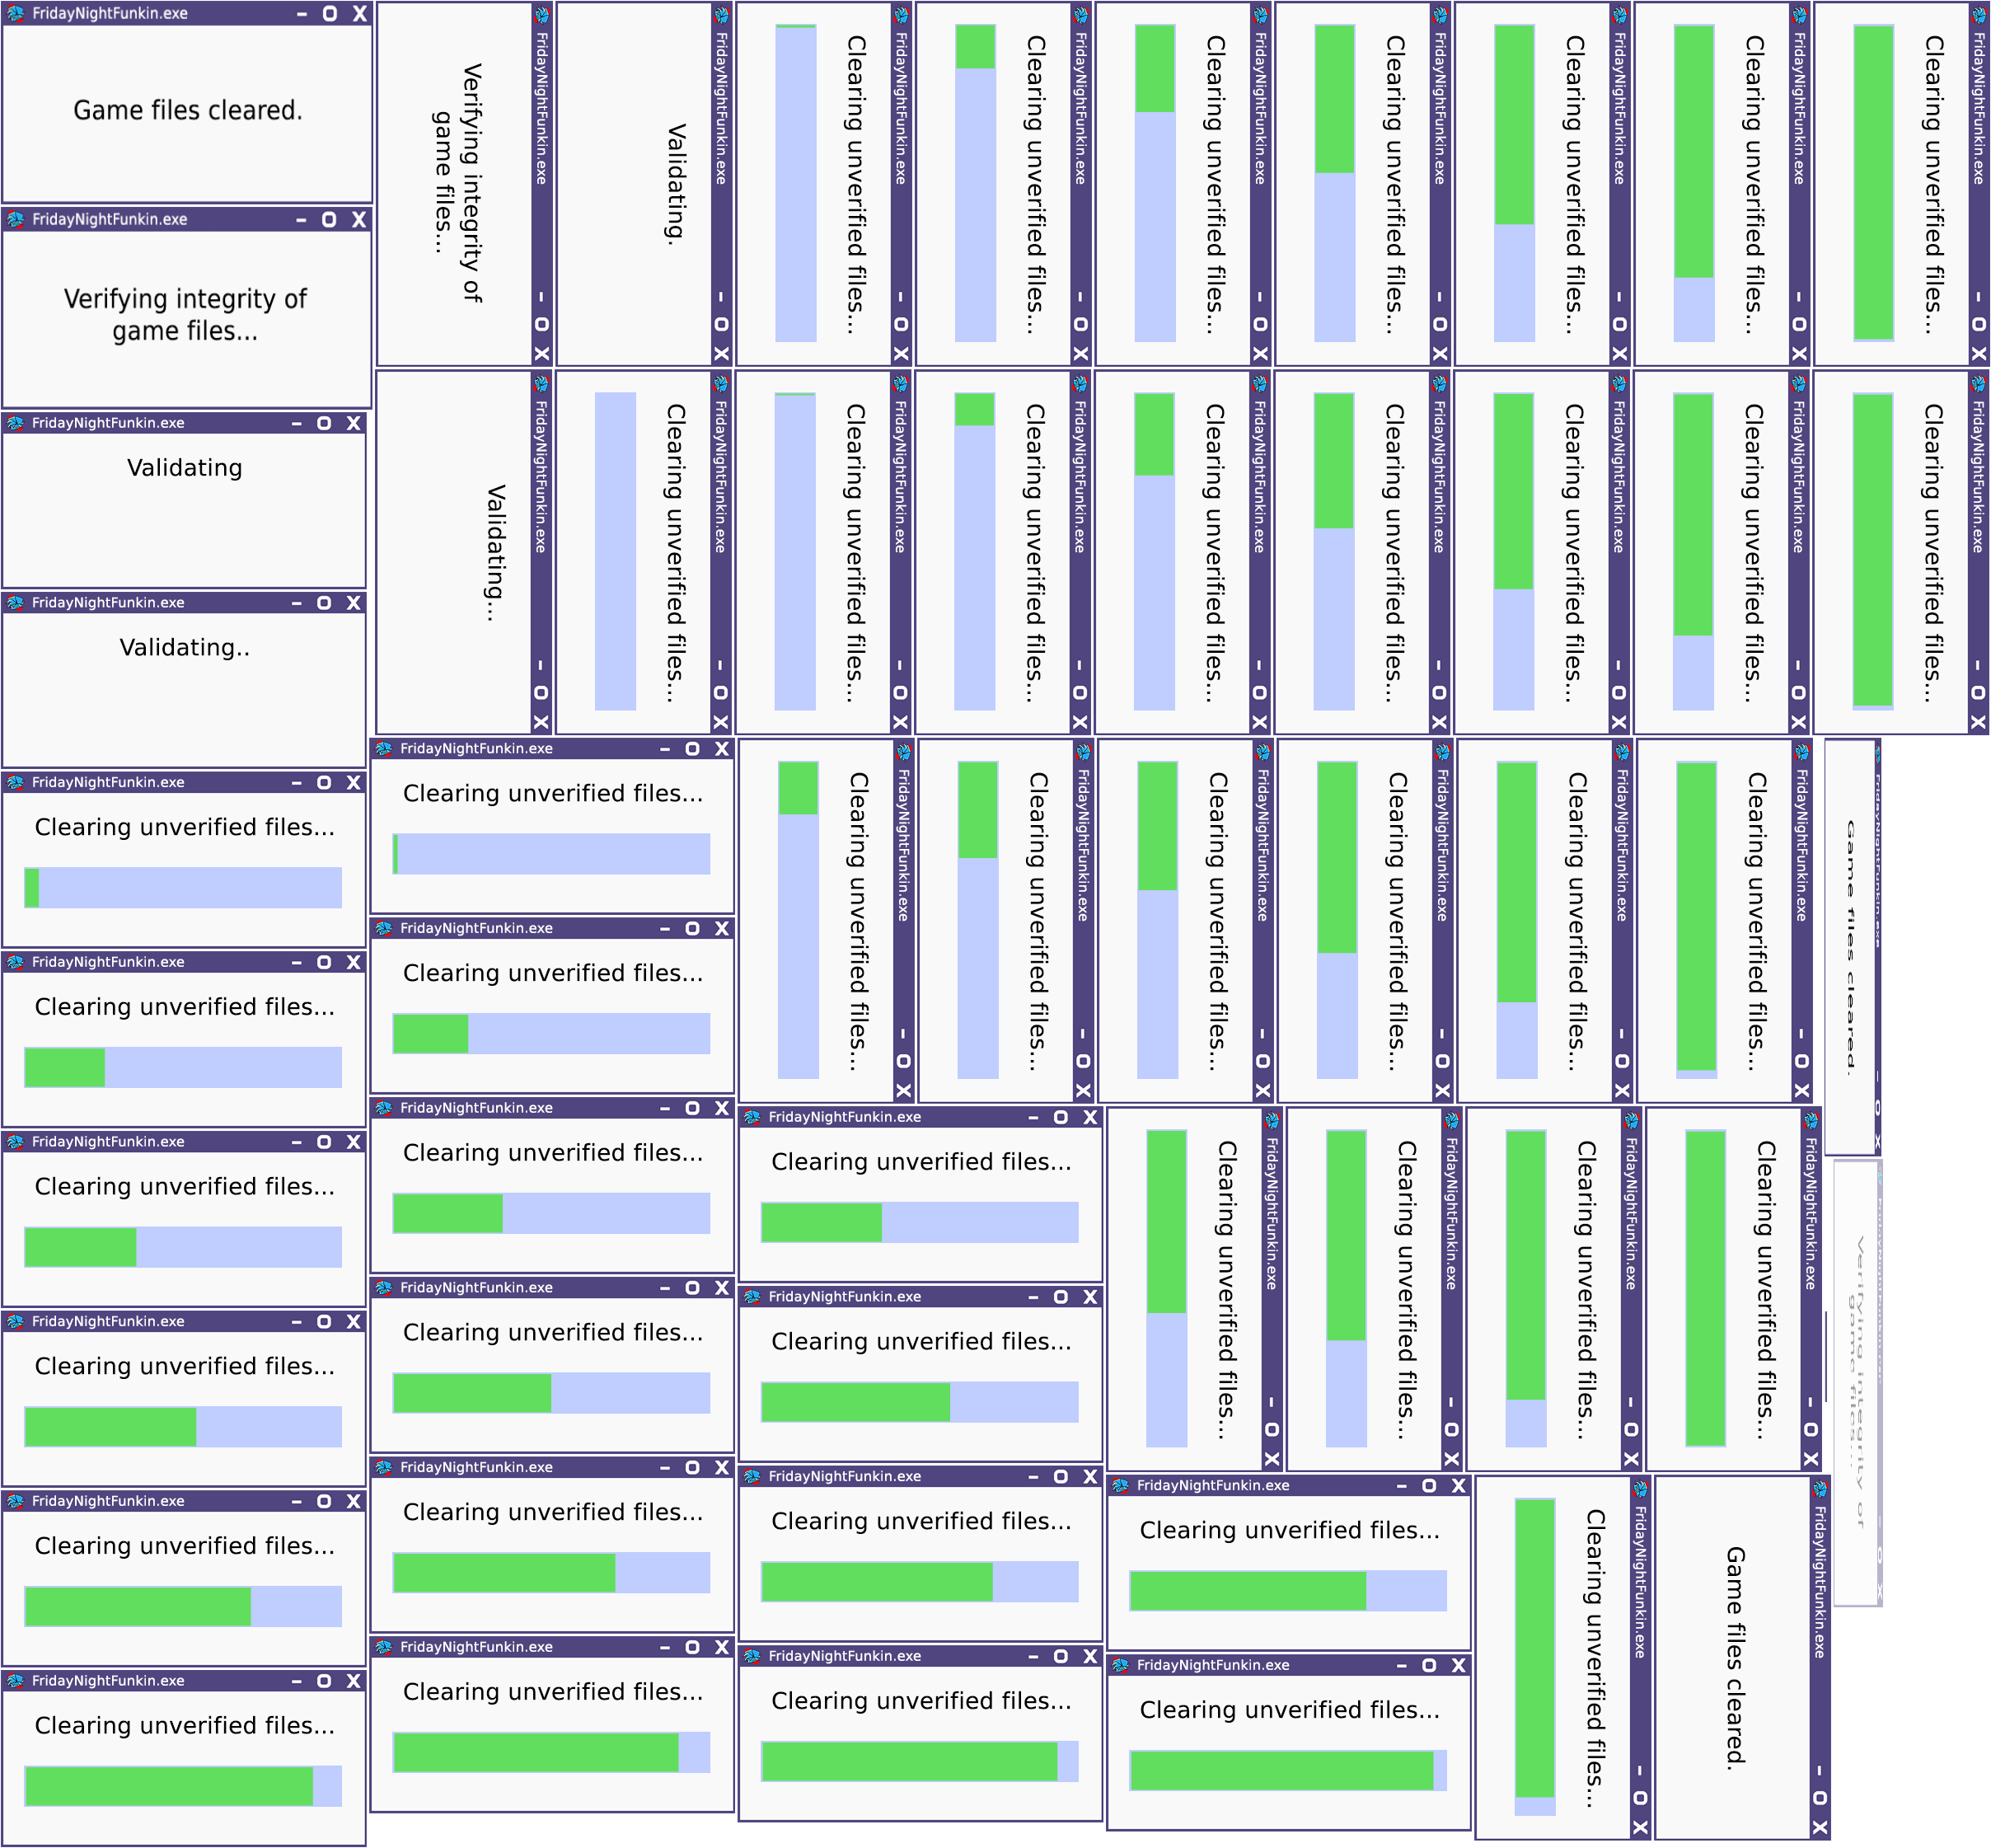 FridayNightFunkin.exe - O X
Game files cleared.
FridayNightFunkin.exe - O X
Verifying integrity of
game files...
FridayNightFunkin.exe - O X
Validating
FridayNightFunkin.exe - O X
Validating..
FridayNightFunkin.exe - O X
Clearing unverified files...
FridayNightFunkin.exe - O X
Clearing unverified files...
FridayNightFunkin.exe - O X
Clearing unverified files...
FridayNightFunkin.exe - O X
Clearing unverified files...
FridayNightFunkin.exe - O X
Clearing unverified files...
FridayNightFunkin.exe - O X
Clearing unverified files...
FridayNightFunkin.exe - O X
Verifying integrity of
game files...
FridayNightFunkin.exe - O X
Validating.
FridayNightFunkin.exe - O X
Clearing unverified files...
FridayNightFunkin.exe - O X
Clearing unverified files...
FridayNightFunkin.exe - O X
Clearing unverified files...
FridayNightFunkin.exe - O X
Clearing unverified files...
FridayNightFunkin.exe - O X
Clearing unverified files...
FridayNightFunkin.exe - O X
Clearing unverified files...
FridayNightFunkin.exe - O X
Clearing unverified files...
FridayNightFunkin.exe - O X
Validating...
FridayNightFunkin.exe - O X
Clearing unverified files...
FridayNightFunkin.exe - O X
Clearing unverified files...
FridayNightFunkin.exe - O X
Clearing unverified files...
FridayNightFunkin.exe - O X
Clearing unverified files...
FridayNightFunkin.exe - O X
Clearing unverified files...
FridayNightFunkin.exe - O X
Clearing unverified files...
FridayNightFunkin.exe - O X
Clearing unverified files...
FridayNightFunkin.exe - O X
Clearing unverified files...
FridayNightFunkin.exe - O X
Clearing unverified files...
FridayNightFunkin.exe - O X
Clearing unverified files...
FridayNightFunkin.exe - O X
Clearing unverified files...
FridayNightFunkin.exe - O X
Clearing unverified files...
FridayNightFunkin.exe - O X
Clearing unverified files...
FridayNightFunkin.exe - O X
Clearing unverified files...
FridayNightFunkin.exe - O X
Clearing unverified files...
FridayNightFunkin.exe - O X
Clearing unverified files...
FridayNightFunkin.exe - O X
Clearing unverified files...
FridayNightFunkin.exe - O X
Clearing unverified files...
FridayNightFunkin.exe - O X
Clearing unverified files...
FridayNightFunkin.exe - O X
Clearing unverified files...
FridayNightFunkin.exe - O X
Game files cleared.
FridayNightFunkin.exe - O X
Clearing unverified files...
FridayNightFunkin.exe - O X
Clearing unverified files...
FridayNightFunkin.exe - O X
Clearing unverified files...
FridayNightFunkin.exe - O X
Clearing unverified files...
FridayNightFunkin.exe - O X
Clearing unverified files...
FridayNightFunkin.exe - O X
Clearing unverified files...
FridayNightFunkin.exe - O X
Clearing unverified files...
FridayNightFunkin.exe - O X
Clearing unverified files...
Verifying integrity of
game files...
FridayNightFunkin.exe - O X
Clearing unverified files...
FridayNightFunkin.exe - O X
Clearing unverified files...
FridayNightFunkin.exe - O X
Clearing unverified files...
FridayNightFunkin.exe - O X
Game files cleared.